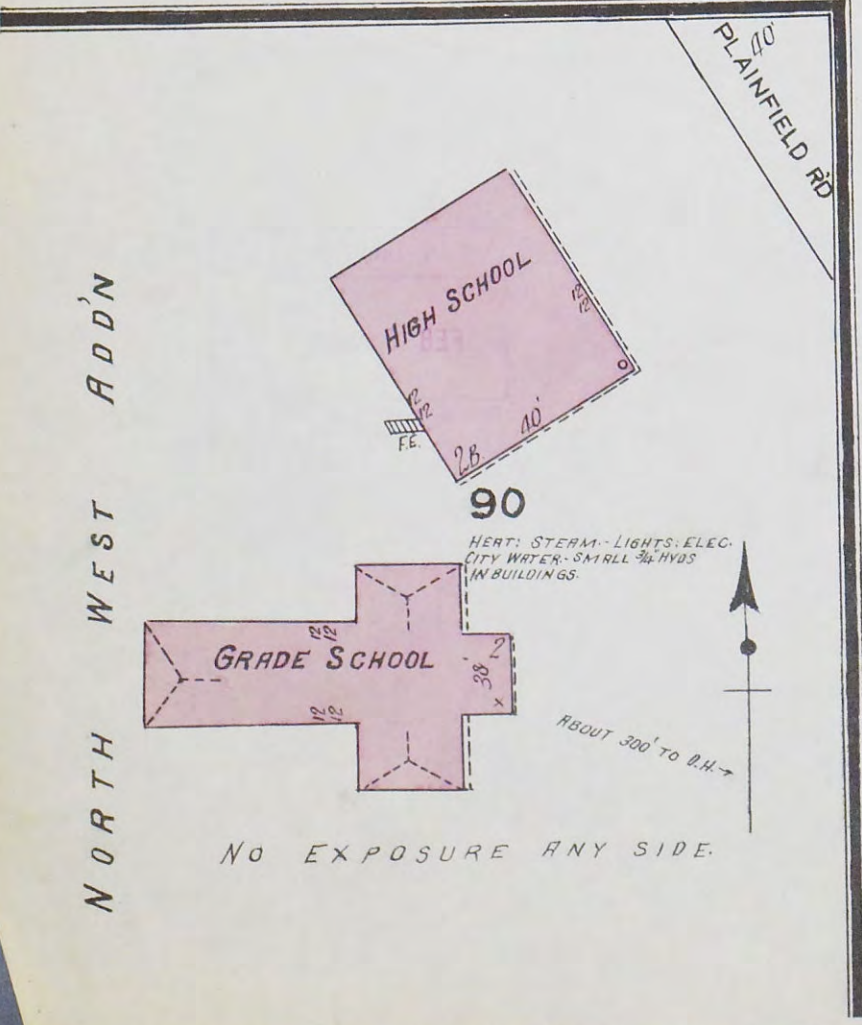 40'
PLAINFIELD R'D
NORTH WEST ADD'N
HIGH SCHOOL
12
12
12
12
F.E.
2B
40'
90
HEAT: STEAM - LIGHTS: ELEC.
CITY WATER - SMALL 3/4" HYDS
IN BUILDINGS.
12
12
GRADE SCHOOL
2
38'
x
12
12
ABOUT 300' TO D.H.→
NO EXPOSURE ANY SIDE.